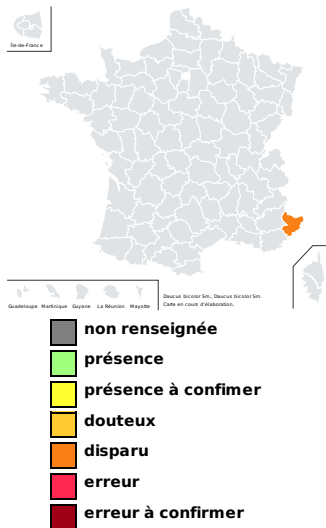 Île-de-France
Guadeloupe Martinique Guyane La Réunion Mayotte
Daucus bicolor Sm., Daucus bicolor Sm.
Carte en cours d'élaboration.
non renseignée
présence
présence à confimer
douteux
disparu
erreur
erreur à confirmer